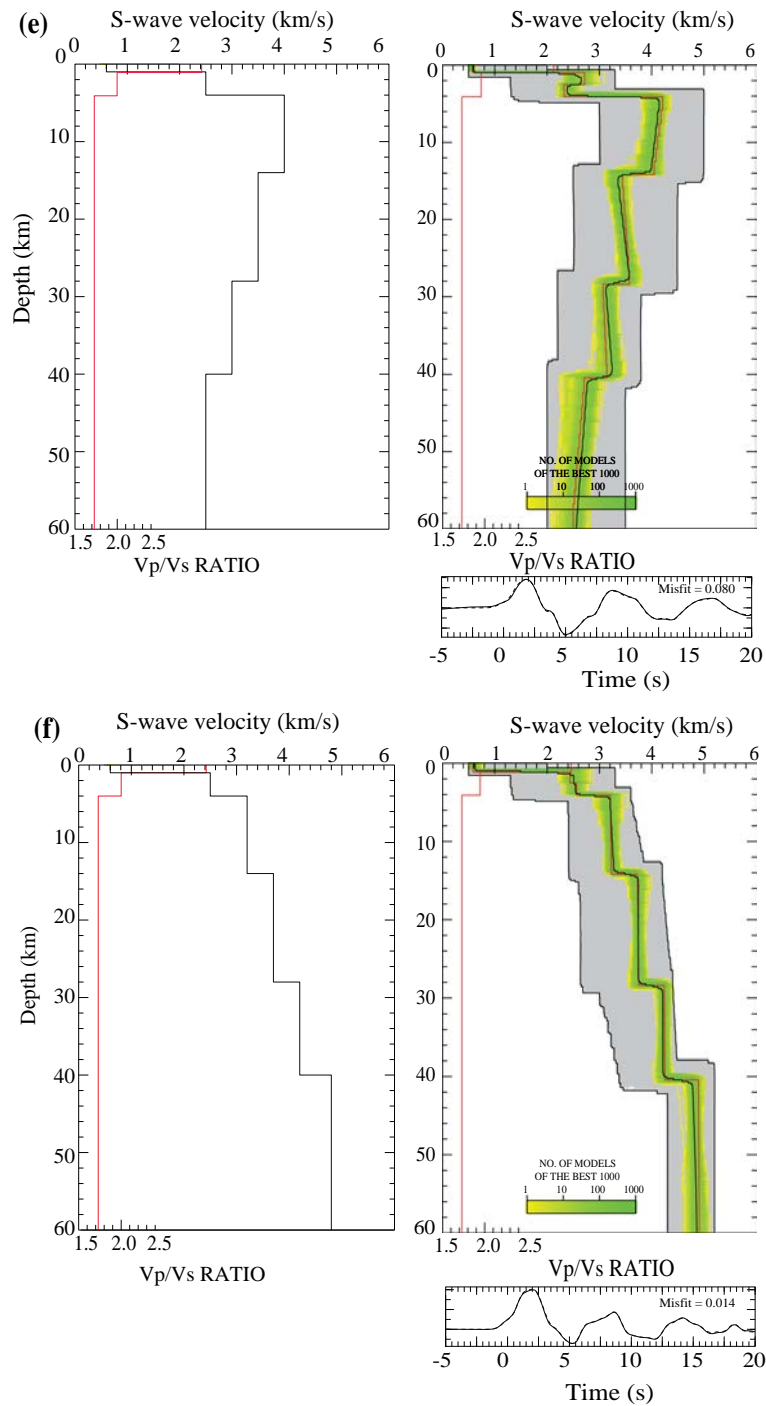 (e)
S-wave velocity (km/s)
0 1 2 3 4 5 6
0
10
20
30
40
50
60
Depth (km)
1.5 2.0 2.5
S-wave velocity (km/s)
0 1 2 3 4 5 6
0
10
20
30
40
50
60
NO. OF MODELS
OF THE BEST 1000
1 10 100 1000
1.5 2.0 2.5
Vp/Vs RATIO
Misfit = 0.080
-5 0 5 10 15 20
Time (s)
(f)
S-wave velocity (km/s)
0 1 2 3 4 5 6
0
10
20
30
40
50
60
Depth (km)
1.5 2.0 2.5
Vp/Vs RATIO
S-wave velocity (km/s)
0 1 2 3 4 5 6
0
10
20
30
40
50
60
NO. OF MODELS
OF THE BEST 1000
1 10 100 1000
1.5 2.0 2.5
Vp/Vs RATIO
Misfit = 0.014
-5 0 5 10 15 20
Time (s)